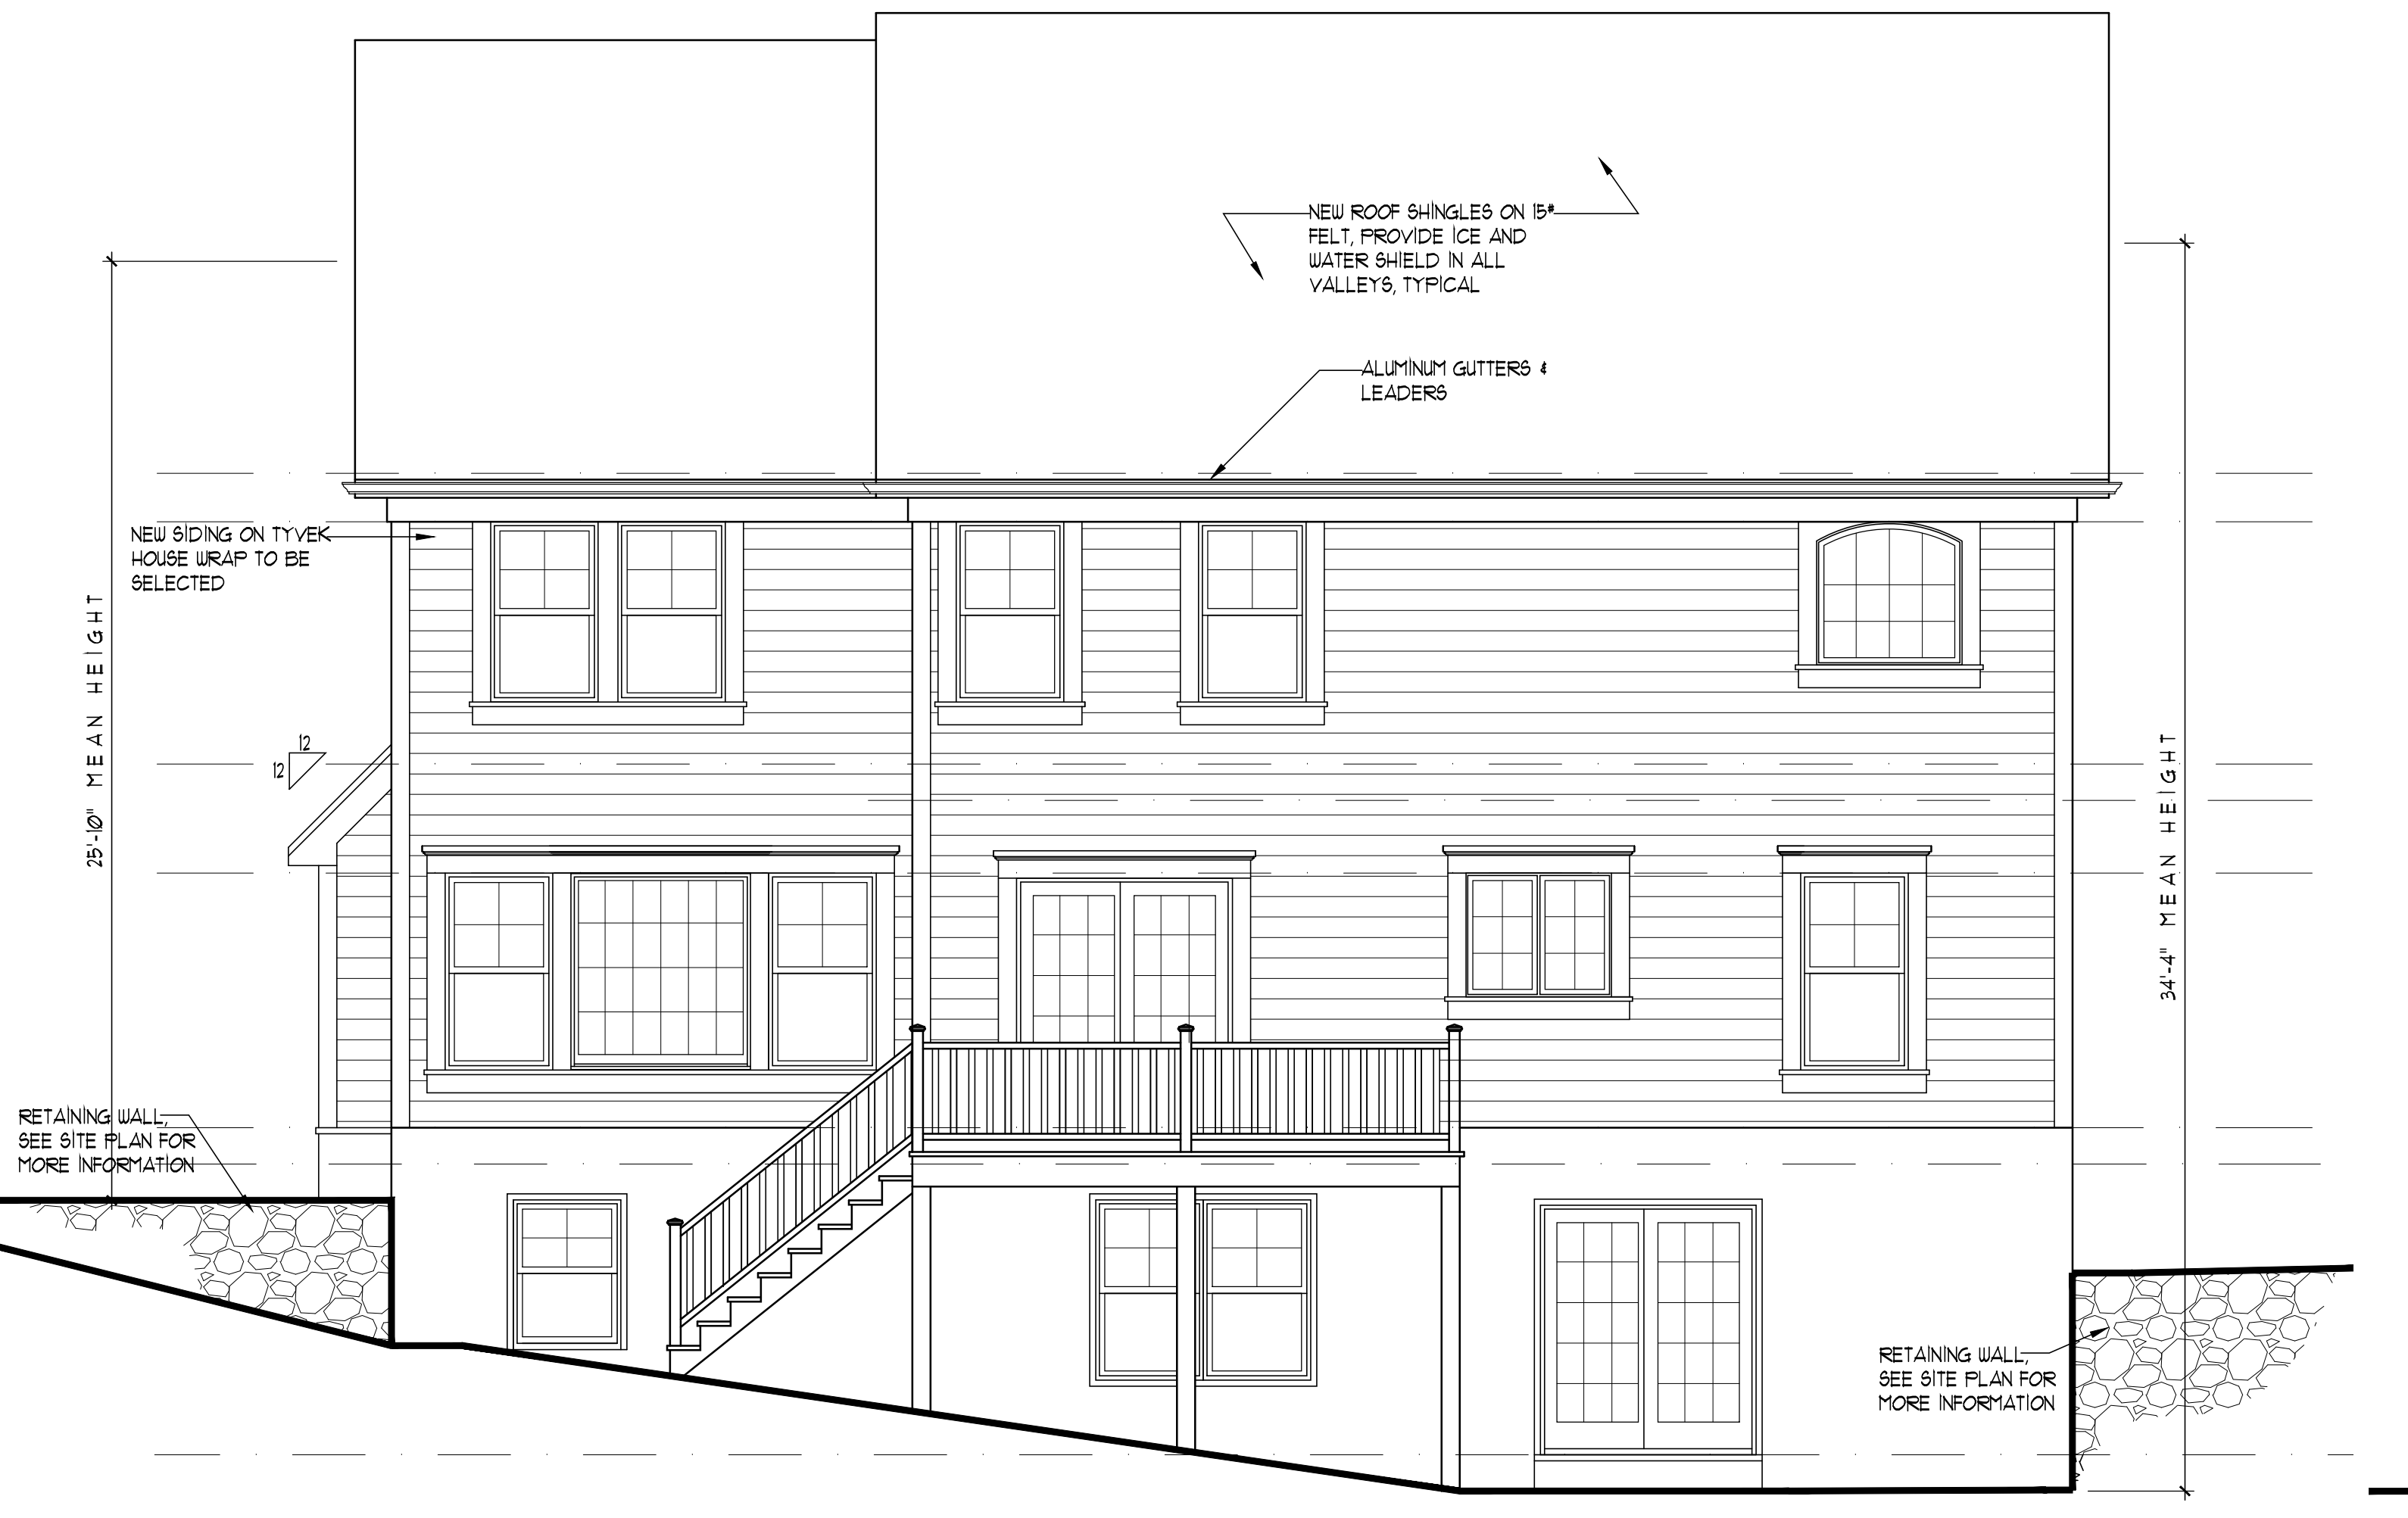 NEW ROOF SHINGLES ON 15#
FELT, PROVIDE ICE AND
WATER SHIELD IN ALL
VALLEYS, TYPICAL
ALUMINUM GUTTERS &
LEADERS
NEW SIDING ON TYVEK
HOUSE WRAP TO BE
SELECTED
25'-10" MEAN HEIGHT
12
12
34'-4" MEAN HEIGHT
RETAINING WALL,
SEE SITE PLAN FOR
MORE INFORMATION
RETAINING WALL,
SEE SITE PLAN FOR
MORE INFORMATION